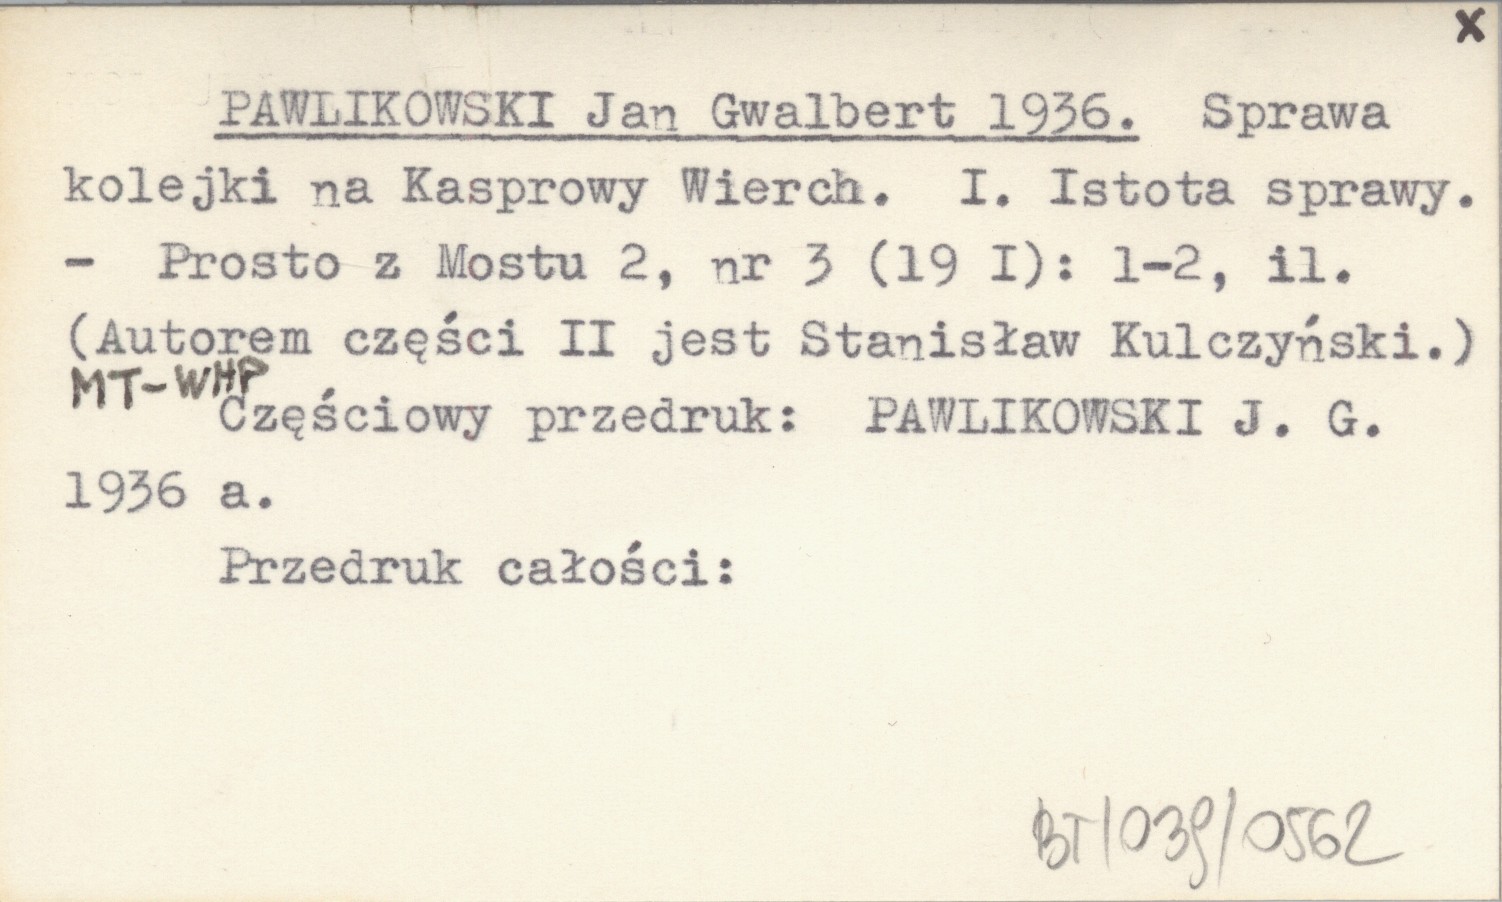 x
PAWLIKOWSKI Jan Gwalbert 1936. Sprawa
kolejki na Kasprowy Wierch. I. Istota sprawy.
- Prosto z Mostu 2, nr 3 (19 I): 1-2, il.
(Autorem części II jest Stanisław Kulczyński.)
MT-WHP
Częściowy przedruk: PAWLIKOWSKI J. G.
1936 a.
Przedruk całości:
BT/039/0562